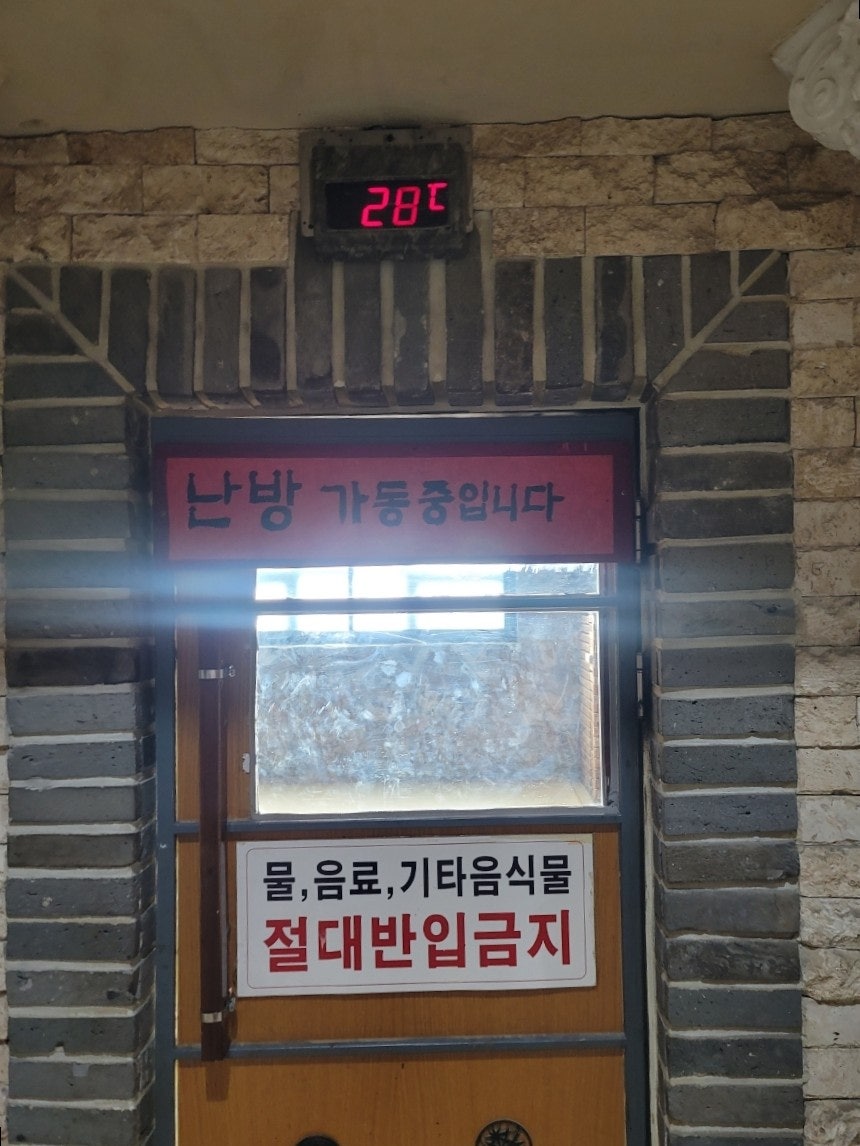 28℃
난방 가동중입니다
물,음료,기타음식물
절대반입금지